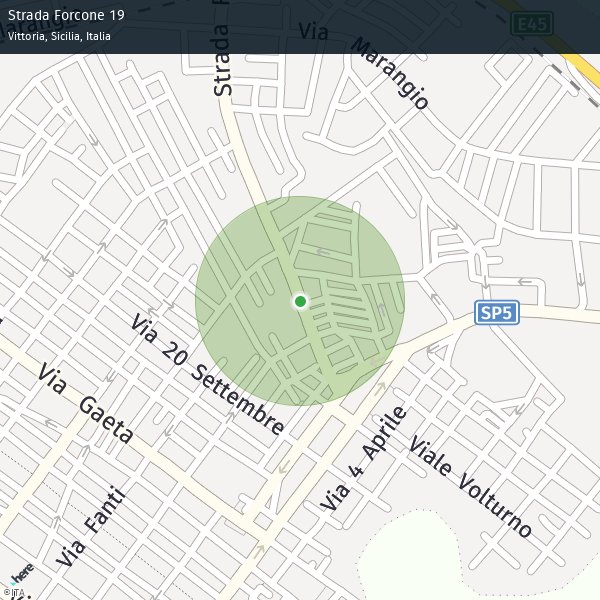 Strada Forcone 19
Vittoria, Sicilia, Italia
E45
Via Marangio
Strada F
SP5
Via 20 Settembre
Via Gaeta
Via 4 Aprile
Viale Volturno
Via Fanti
here